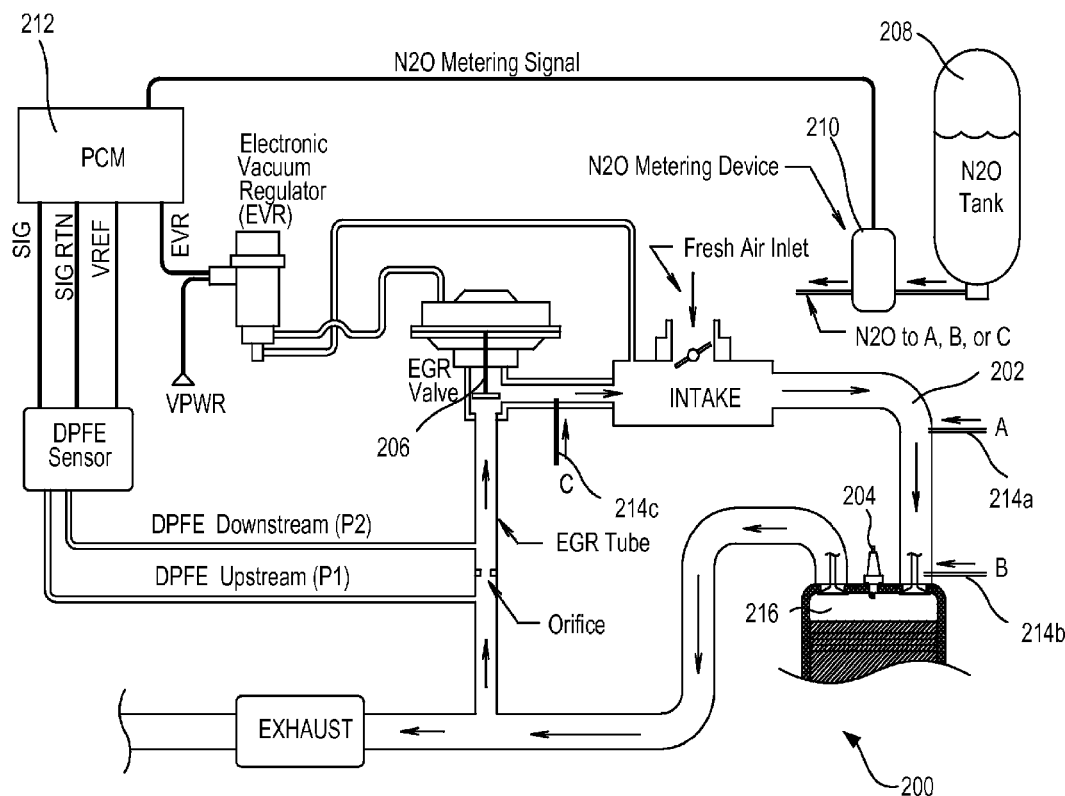 212
208
N2O Metering Signal
PCM
Electronic
Vacuum
Regulator
(EVR)
210
N2O Metering Device
N2O
Tank
SIG
SIG RTN
VREF
EVR
Fresh Air Inlet
N2O to A, B, or C
VPWR
EGR
Valve
INTAKE
202
206
A
214a
DPFE
Sensor
C
214c
204
DPFE Downstream (P2)
EGR Tube
B
DPFE Upstream (P1)
216
214b
Orifice
EXHAUST
200